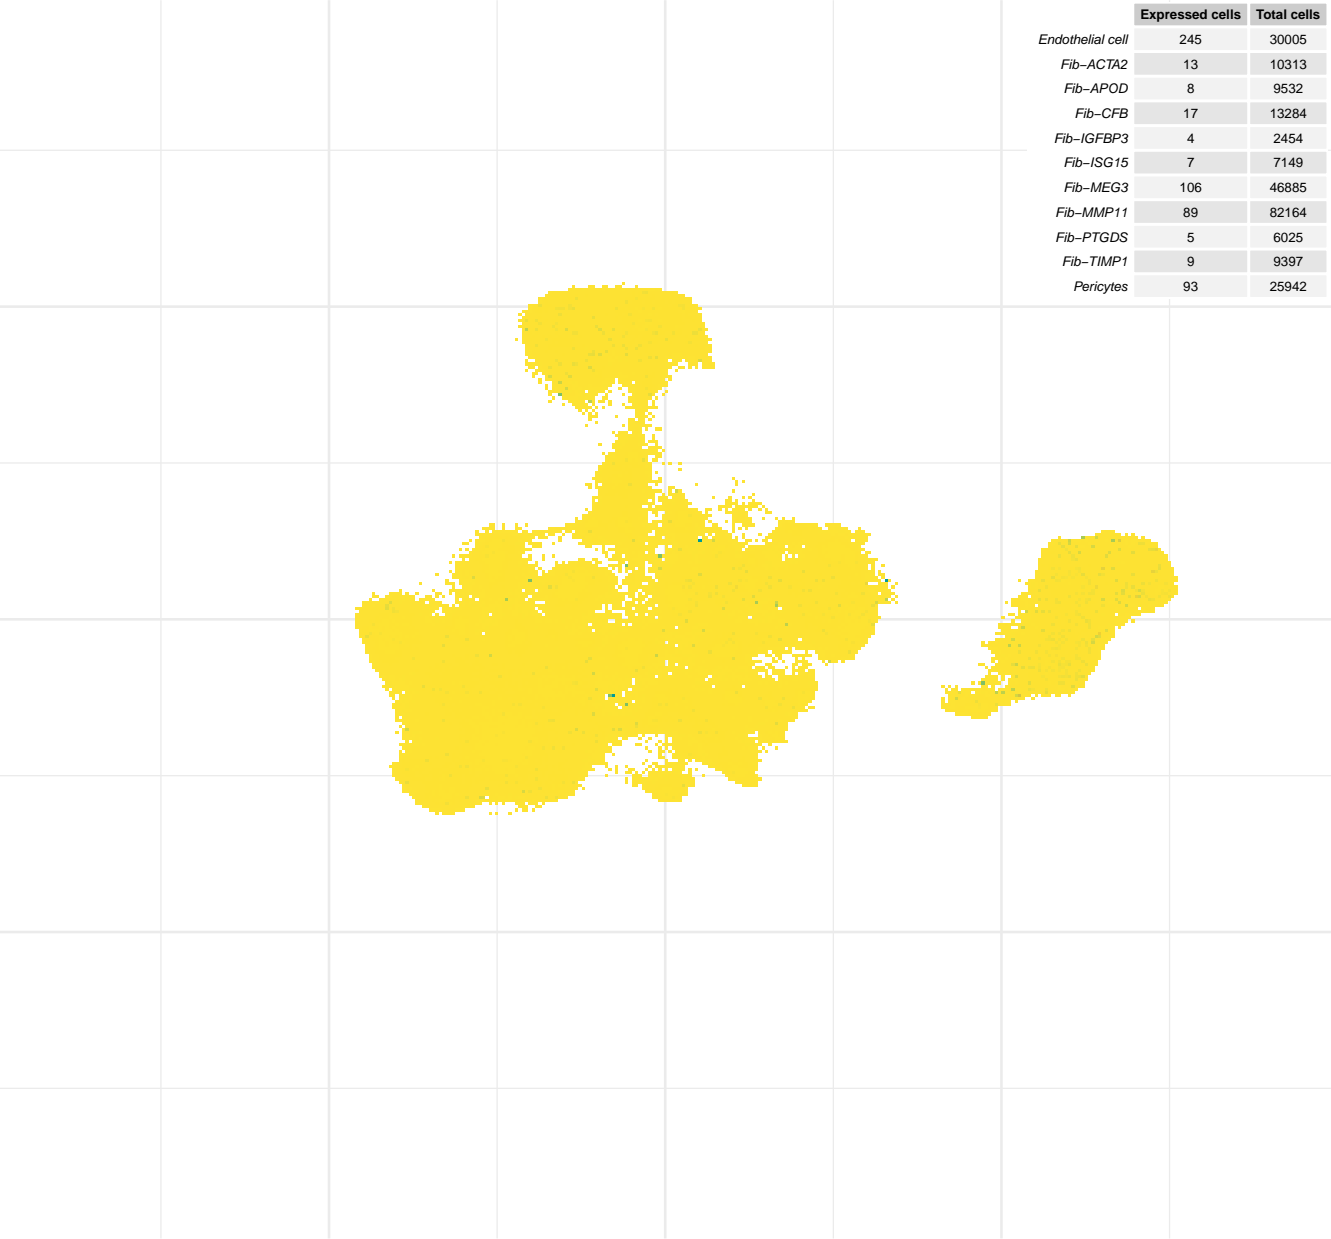 Expressed cells Total cells
Endothelial cell 245 30005
Fib−ACTA2 13 10313
Fib−APOD 8 9532
Fib−CFB 17 13284
Fib−IGFBP3 4 2454
Fib−ISG15 7 7149
Fib−MEG3 106 46885
Fib−MMP11 89 82164
Fib−PTGDS 5 6025
Fib−TIMP1 9 9397
Pericytes 93 25942